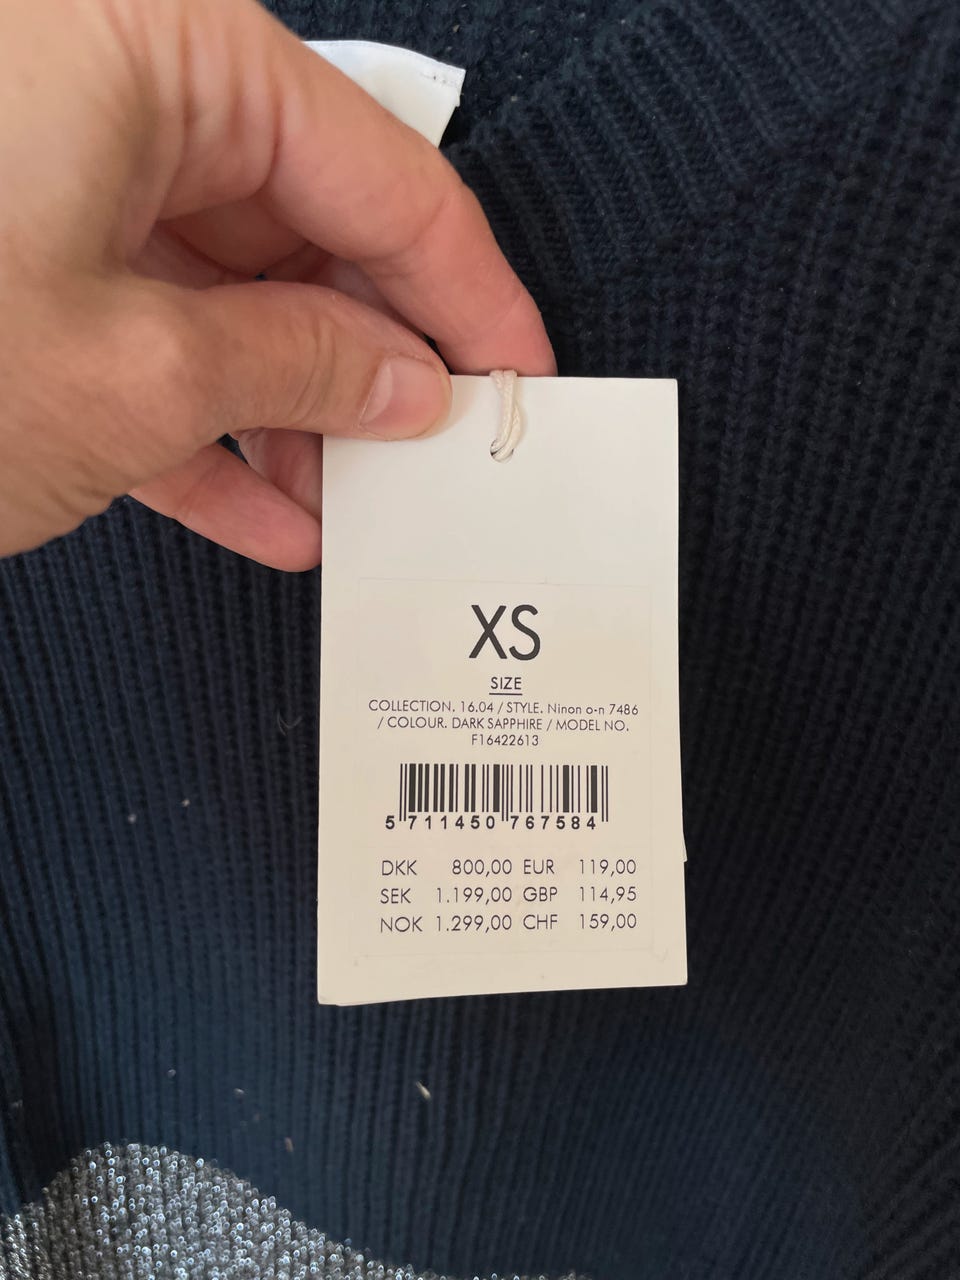 XS
SIZE
COLLECTION. 16.04 / STYLE. Ninon o-n 7486
/ COLOUR. DARK SAPPHIRE / MODEL NO.
F16422613
5 711450 767584
DKK 800,00 EUR 119,00
SEK 1.199,00 GBP 114,95
NOK 1.299,00 CHF 159,00